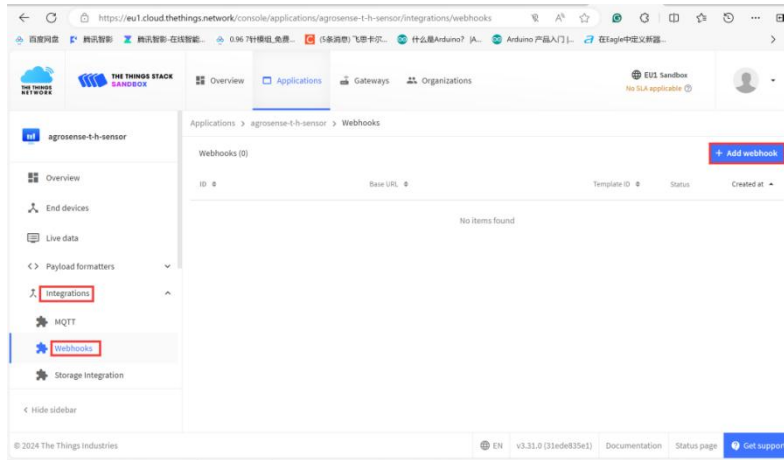 https://eu1.cloud.thethings.network/console/applications/agrosense-t-h-sensor/integrations/webhooks
百度网盘 腾讯智影 腾讯智影-在线智能... 0.96 7针模组_免费... (5条消息) 飞思卡尔... 什么是Arduino? |A... Arduino 产品入门 |... 在Eagle中定义新器...
THE THINGS NETWORK
THE THINGS STACK
SANDBOX
Overview
Applications
Gateways
Organizations
EU1 Sandbox
No SLA applicable
agrosense-t-h-sensor
Applications > agrosense-t-h-sensor > Webhooks
Webhooks (0)
+ Add webhook
Overview
ID
Base URL
Template ID
Status
Created at
End devices
No items found
Live data
Payload formatters
Integrations
MQTT
Webhooks
Storage Integration
< Hide sidebar
© 2024 The Things Industries
EN
v3.31.0 (31ede835e1)
Documentation
Status page
Get support